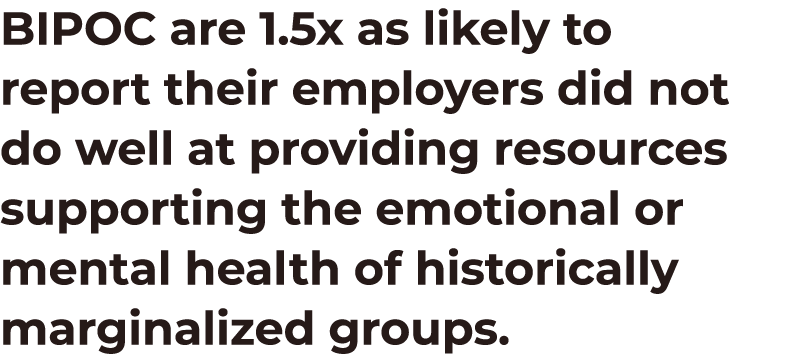 BIPOC are 1.5x as likely to
report their employers did not
do well at providing resources
supporting the emotional or
mental health of historically
marginalized groups.